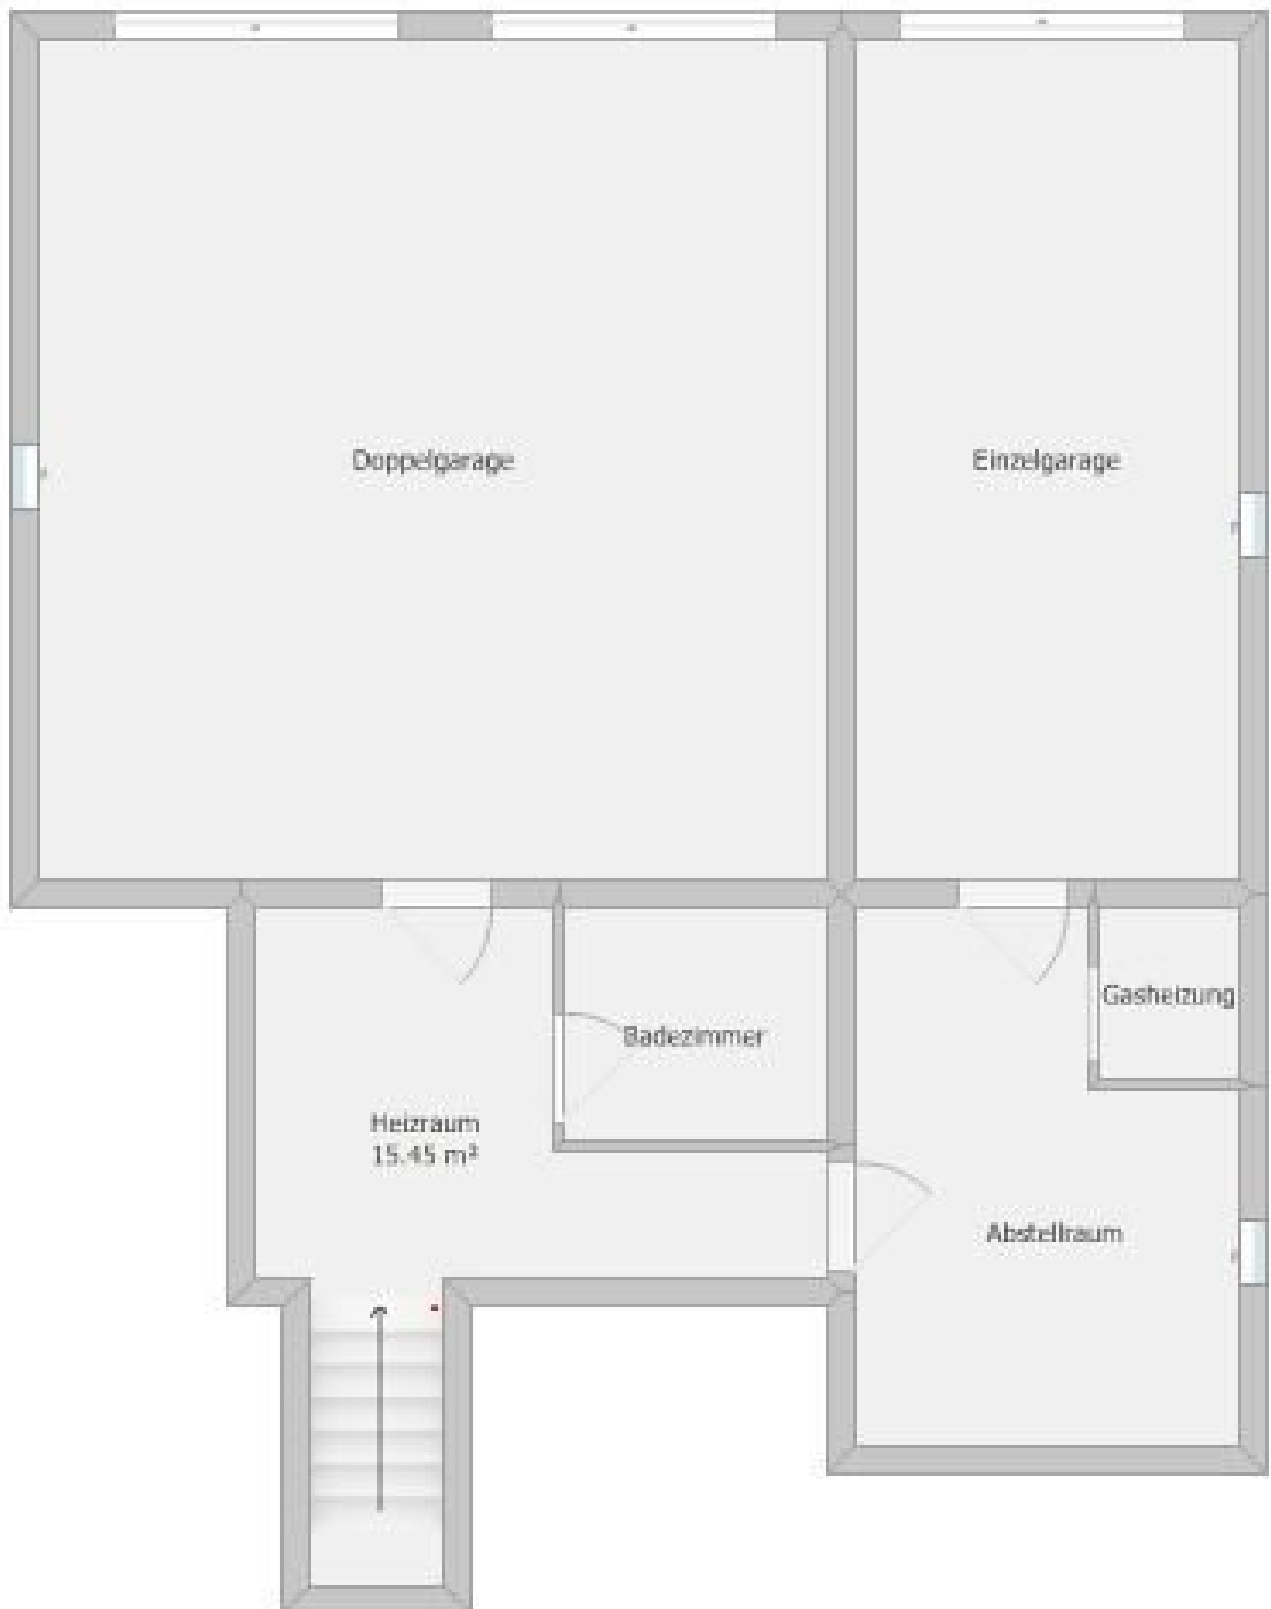 Doppelgarage
Einzelgarage
Gasheizung
Badezimmer
Heizraum
15.45 m²
Abstellraum